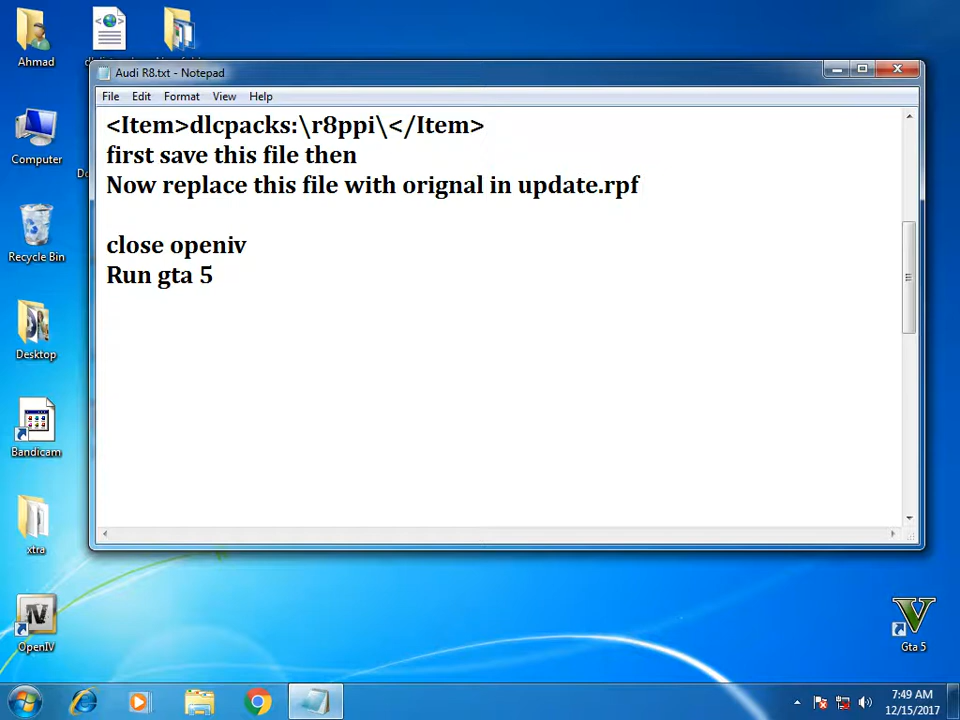 Ahmad
Audi R8.txt - Notepad
File Edit Format View Help
<Item>dlcpacks:\r8ppi\</Item>
first save this file then
Now replace this file with orignal in update.rpf
close openiv
Run gta 5
Computer
Recycle Bin
Desktop
Bandicam
xtra
OpenIV
Gta 5
7:49 AM
12/15/2017